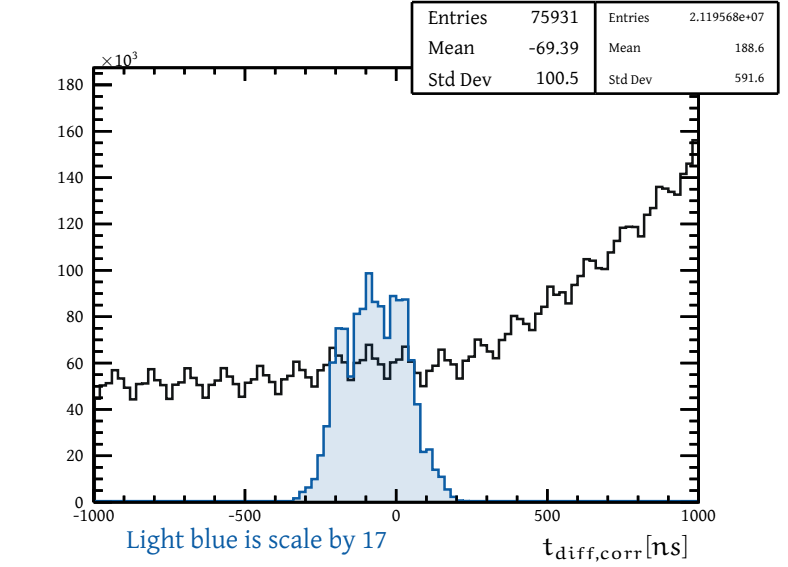 Entries 75931
Mean -69.39
Std Dev 100.5
Entries 2.119568e+07
Mean 188.6
Std Dev 591.6
×10³
180
160
140
120
100
80
60
40
20
0
-1000 -500 0 500 1000
Light blue is scale by 17
t_diff,corr[ns]